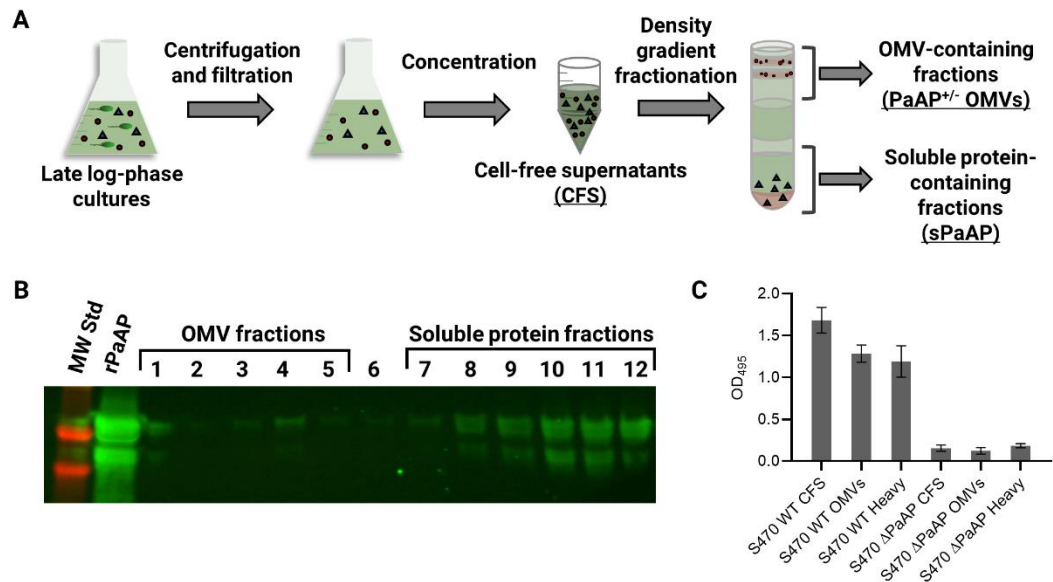 A
Centrifugation
and filtration
Concentration
Density
gradient
fractionation
OMV-containing
fractions
(PaAP+/- OMVs)
Late log-phase
cultures
Cell-free supernatants
(CFS)
Soluble protein-
containing
fractions
(sPaAP)
B
MW Std
rPaAP
OMV fractions
Soluble protein fractions
1 2 3 4 5 6 7 8 9 10 11 12
C
OD495
2.0
1.5
1.0
0.5
0.0
S470 WT CFS
S470 WT OMVs
S470 WT Heavy
S470 ΔPaAP CFS
S470 ΔPaAP OMVs
S470 ΔPaAP Heavy